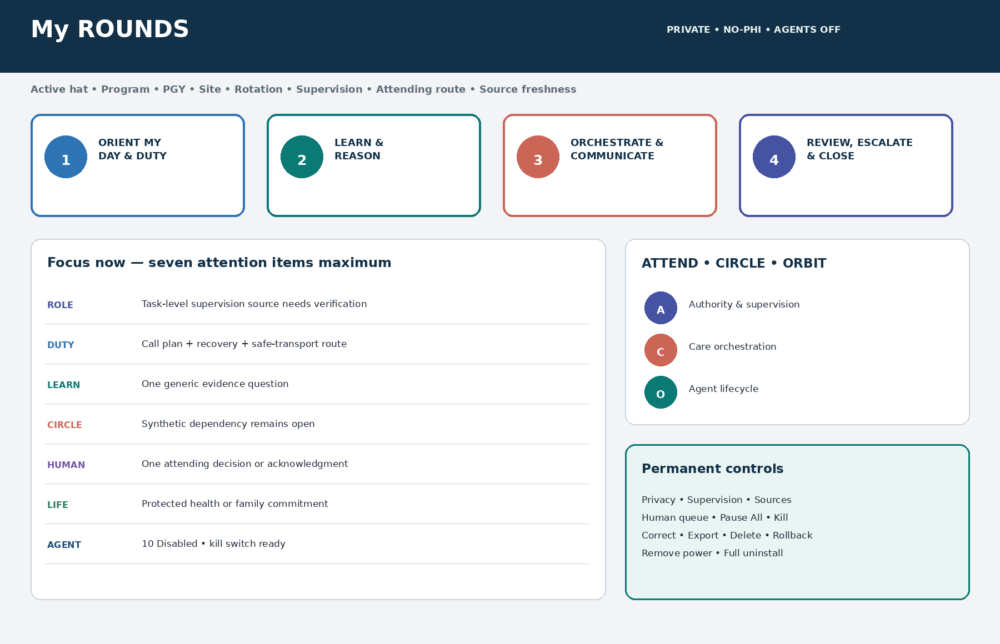 My ROUNDS
PRIVATE • NO-PHI • AGENTS OFF
Active hat • Program • PGY • Site • Rotation • Supervision • Attending route • Source freshness
1
ORIENT MY
DAY & DUTY
2
LEARN &
REASON
3
ORCHESTRATE &
COMMUNICATE
4
REVIEW, ESCALATE
& CLOSE
Focus now — seven attention items maximum
ROLE Task-level supervision source needs verification
DUTY Call plan + recovery + safe-transport route
LEARN One generic evidence question
CIRCLE Synthetic dependency remains open
HUMAN One attending decision or acknowledgment
LIFE Protected health or family commitment
AGENT 10 Disabled • kill switch ready
ATTEND • CIRCLE • ORBIT
A Authority & supervision
C Care orchestration
O Agent lifecycle
Permanent controls
Privacy • Supervision • Sources
Human queue • Pause All • Kill
Correct • Export • Delete • Rollback
Remove power • Full uninstall